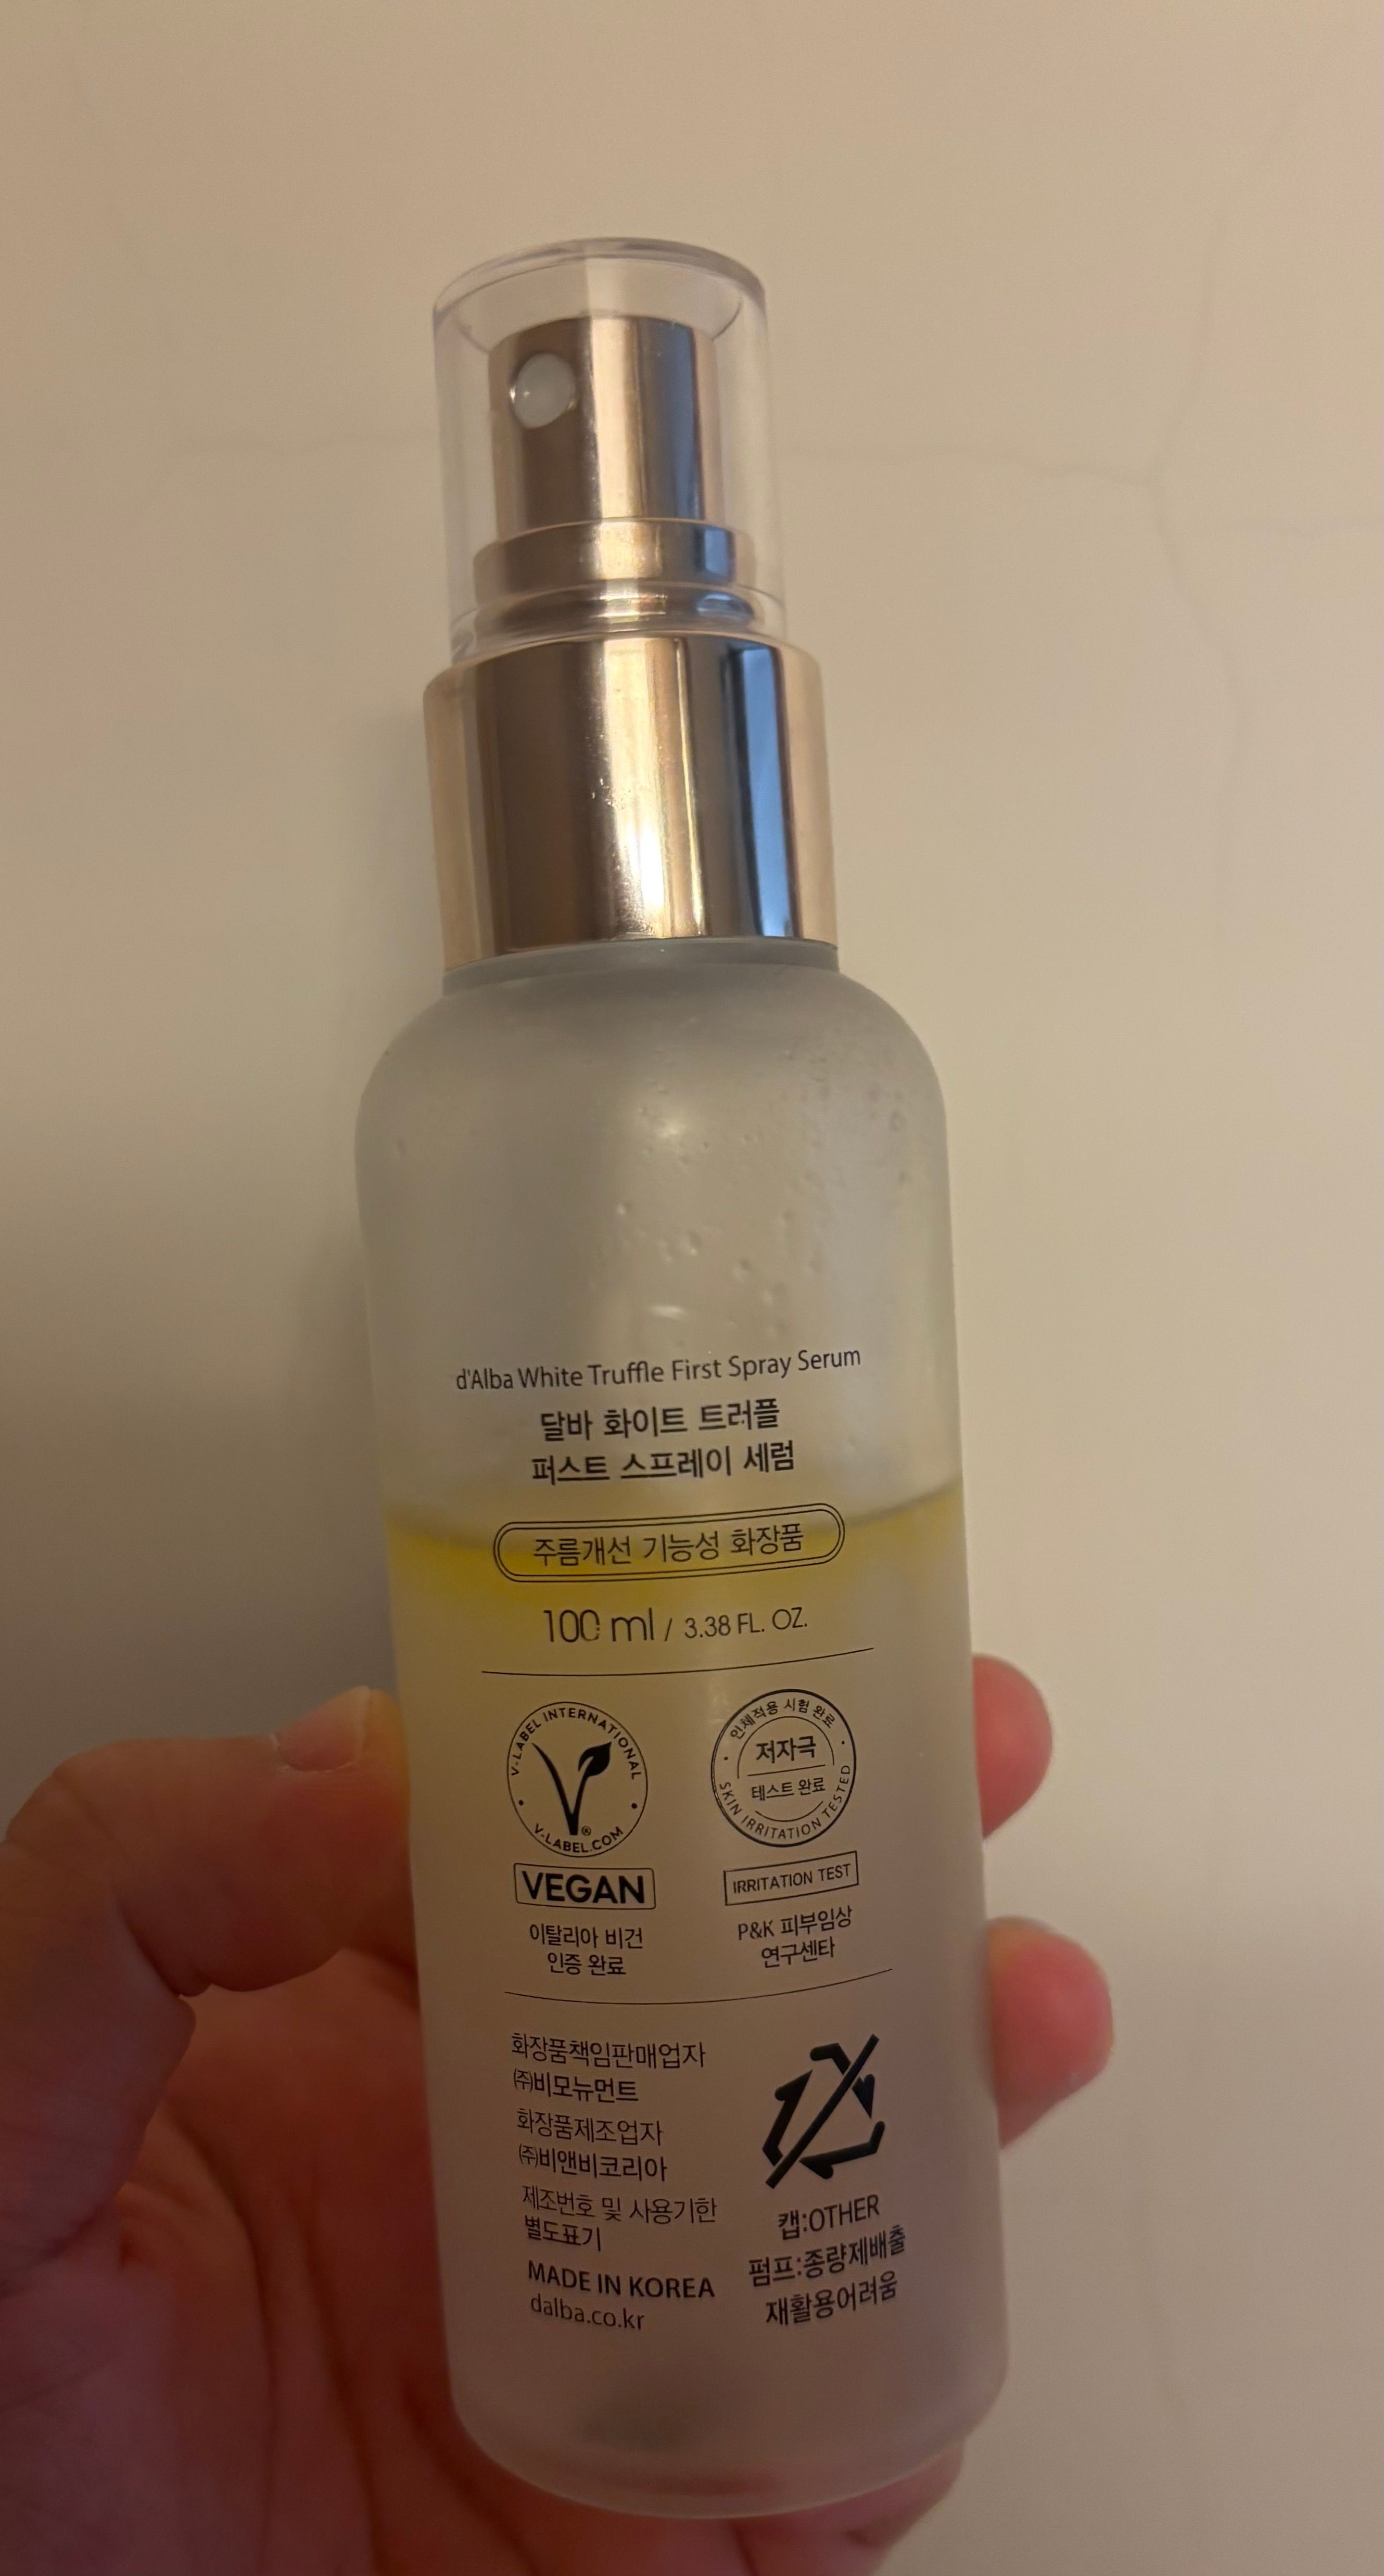 d'Alba White Truffle First Spray Serum
달바 화이트 트러플
퍼스트 스프레이 세럼
주름개선 기능성 화장품
100 ml / 3.38 FL. OZ.
V-LABEL INTERNATIONAL
V-LABEL.COM
®
VEGAN
이탈리아 비건
인증 완료
인체적용 시험 완료
저자극
테스트 완료
SKIN IRRITATION TESTED
IRRITATION TEST
P&K 피부임상
연구센타
화장품책임판매업자
㈜비모뉴먼트
화장품제조업자
㈜비앤비코리아
제조번호 및 사용기한
별도표기
MADE IN KOREA
dalba.co.kr
캡:OTHER
펌프:종량제배출
재활용어려움